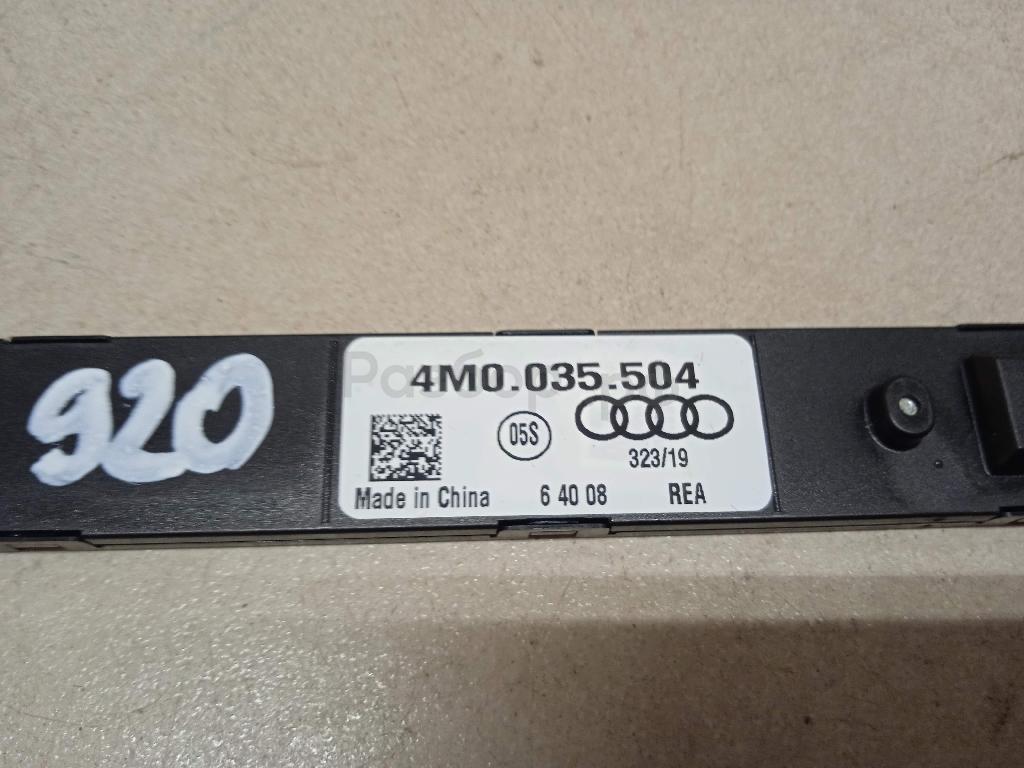 920
4M0.035.504
05S
323/19
Made in China 6 40 08 REA